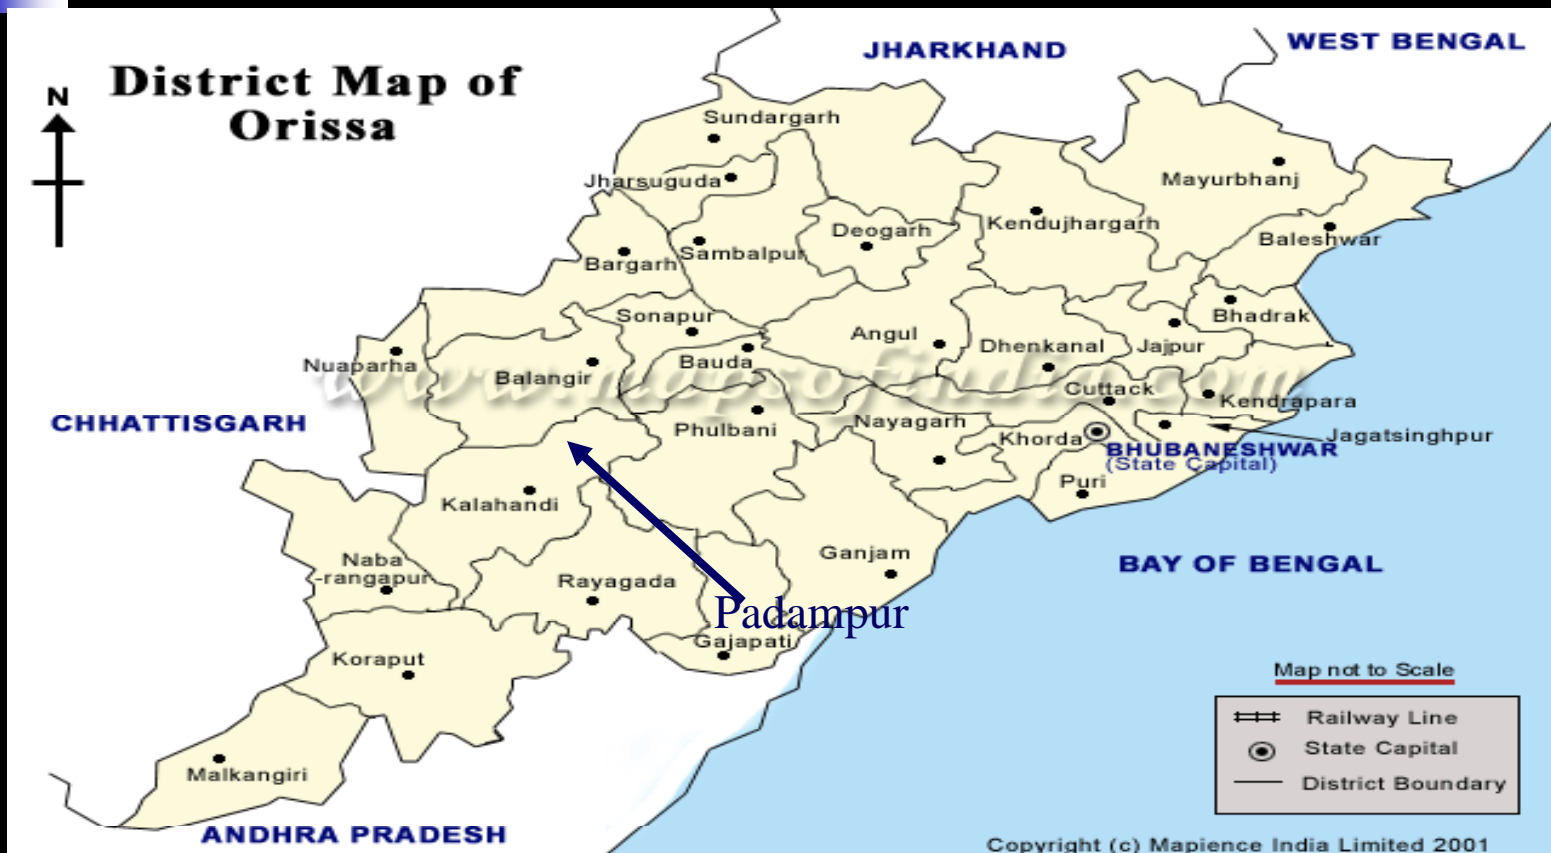 JHARKHAND
WEST BENGAL
District Map of
Orissa
N
Sundargarh
Jharsuguda
Mayurbhanj
Kendujhargarh
Deogarh
Baleshwar
Bargarh
Sambalpur
Sonapur
Bhadrak
Angul
Dhenkanal
Jajpur
Nuaparha
Balangir
Bauda
www.mapsofindia.com
Cuttack
Kendrapara
CHHATTISGARH
Phulbani
Nayagarh
Khorda
Jagatsinghpur
BHUBANESHWAR
(State Capital)
Puri
Kalahandi
Ganjam
BAY OF BENGAL
Naba
-rangapur
Rayagada
Padampur
Gajapati
Koraput
Map not to Scale
Railway Line
State Capital
District Boundary
Malkangiri
ANDHRA PRADESH
Copyright (c) Mapience India Limited 2001